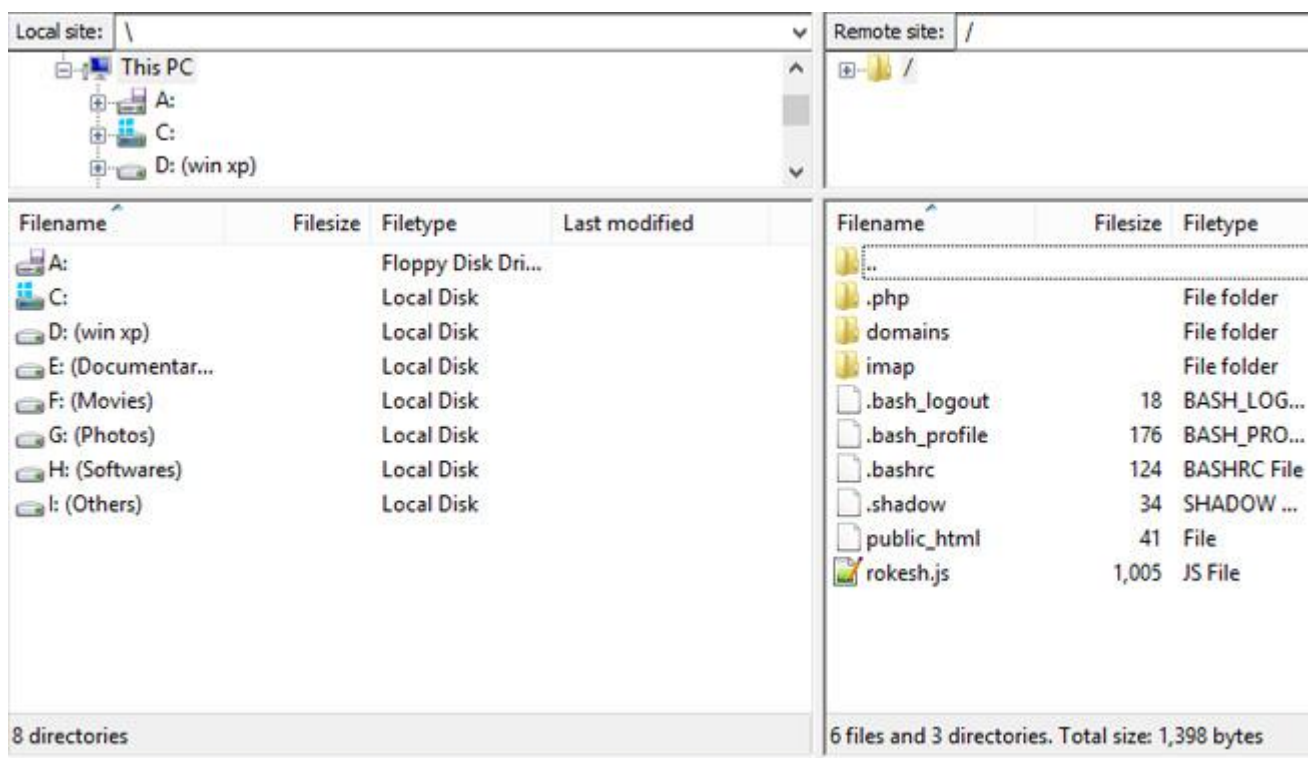 Local site: \
This PC
A:
C:
D: (win xp)
Filename Filesize Filetype Last modified
A: Floppy Disk Dri...
C: Local Disk
D: (win xp) Local Disk
E: (Documentar... Local Disk
F: (Movies) Local Disk
G: (Photos) Local Disk
H: (Softwares) Local Disk
I: (Others) Local Disk
8 directories
Remote site: /
/
Filename Filesize Filetype
..
.php File folder
domains File folder
imap File folder
.bash_logout 18 BASH_LOG...
.bash_profile 176 BASH_PRO...
.bashrc 124 BASHRC File
.shadow 34 SHADOW ...
public_html 41 File
rokesh.js 1,005 JS File
6 files and 3 directories. Total size: 1,398 bytes